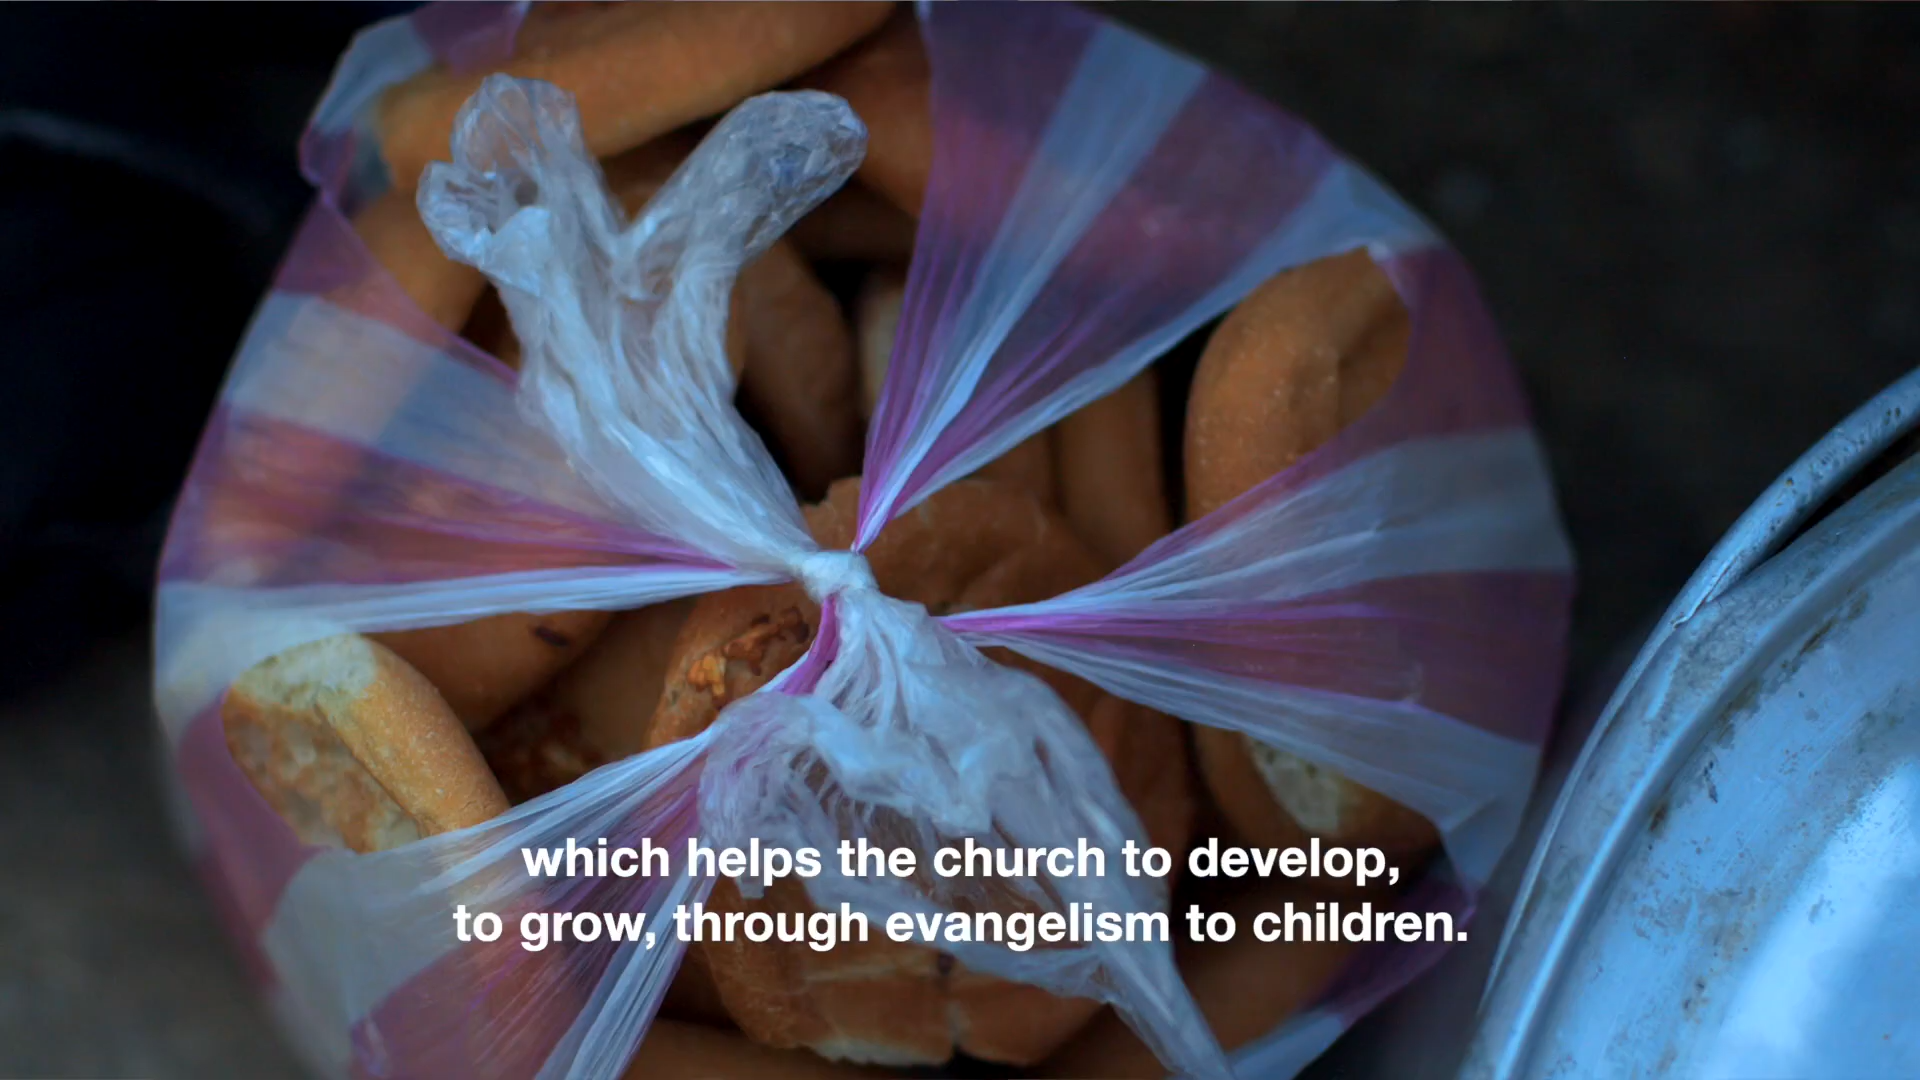 which helps the church to develop,
to grow, through evangelism to children.